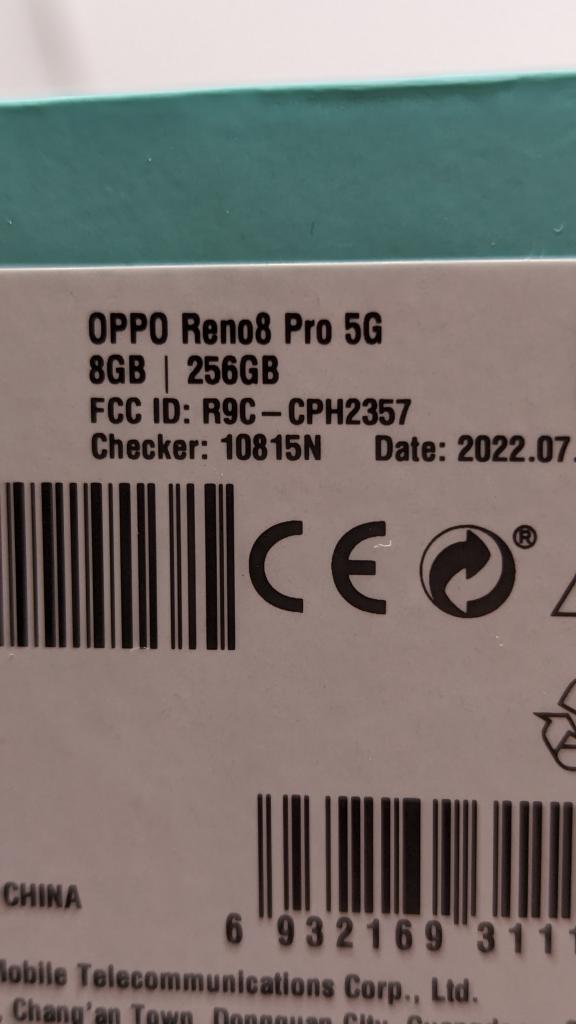 OPPO Reno8 Pro 5G
8GB | 256GB
FCC ID: R9C – CPH2357
Checker: 10815N Date: 2022.07.
CE ®
CHINA
6 932169 311
Mobile Telecommunications Corp., Ltd.
Chang'an Town, Dongguan City,